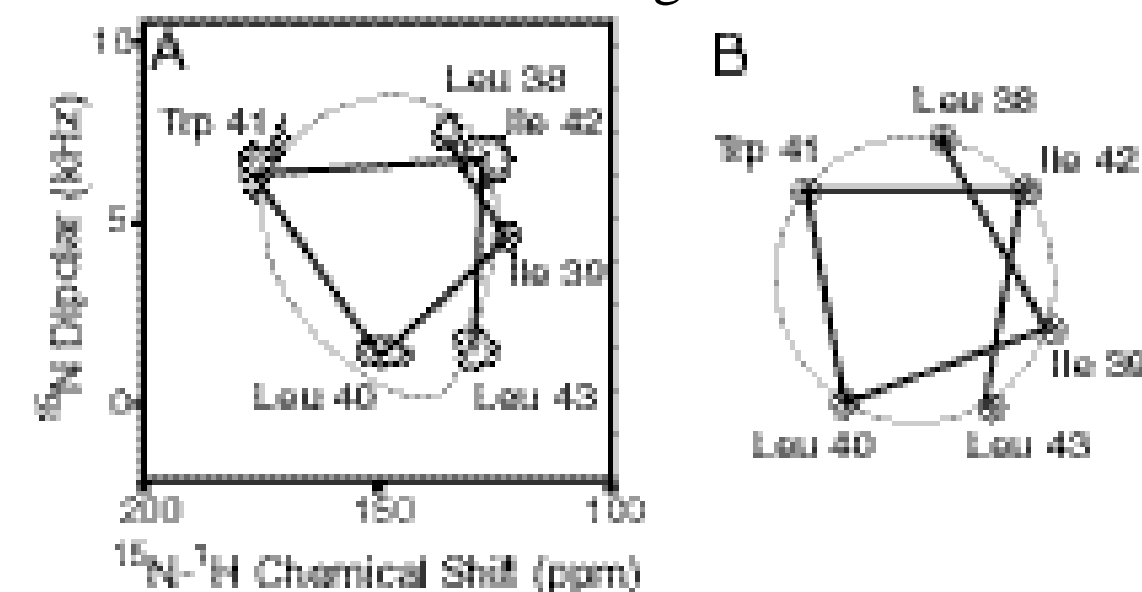 10
A
B
Leu 38
Trp 41
Ile 42
5
Ile 39
0
Leu 40
Leu 43
200
150
100
15N Dipolar (kHz)
15N-1H Chemical Shift (ppm)
Leu 38
Trp 41
Ile 42
Ile 39
Leu 40
Leu 43